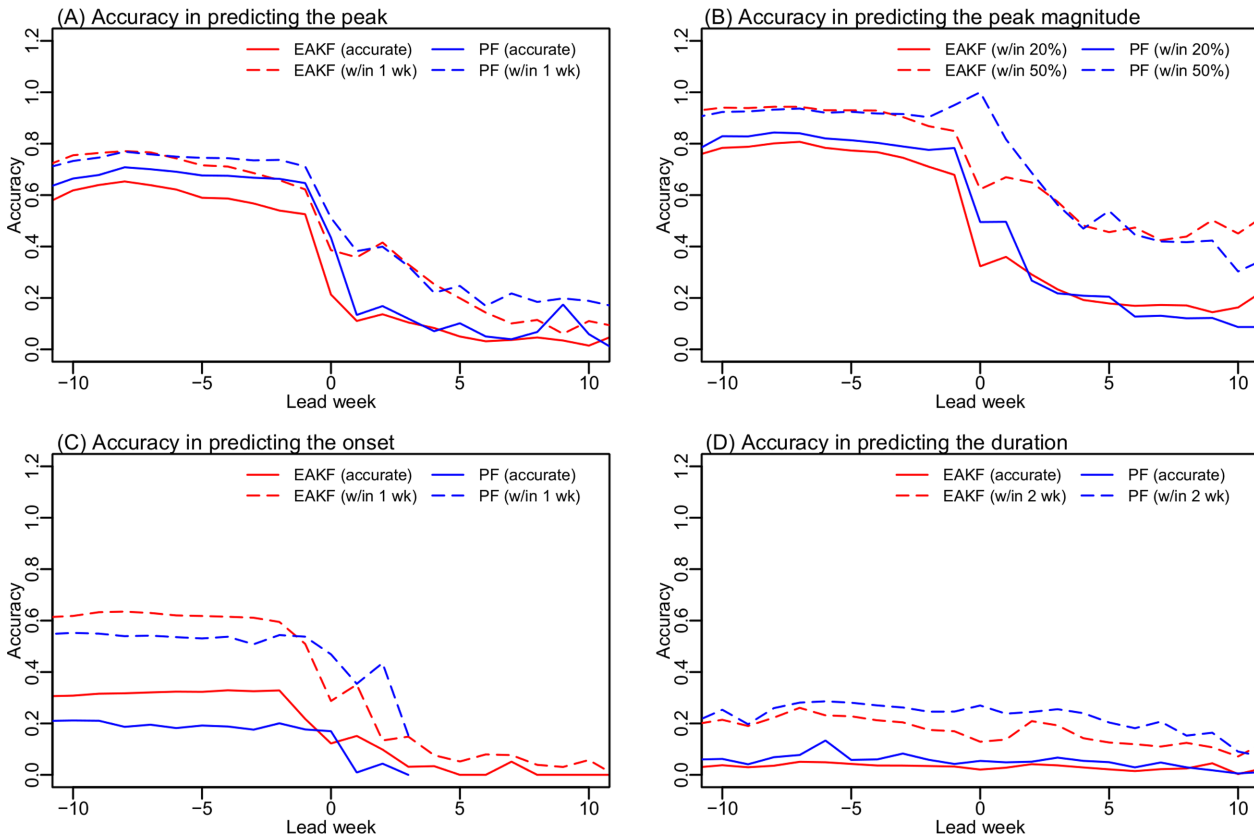 (A) Accuracy in predicting the peak
EAKF (accurate) PF (accurate)
EAKF (w/in 1 wk) PF (w/in 1 wk)
Accuracy
0.0 0.2 0.4 0.6 0.8 1.0 1.2
−10 −5 0 5 10
Lead week
(B) Accuracy in predicting the peak magnitude
EAKF (w/in 20%) PF (w/in 20%)
EAKF (w/in 50%) PF (w/in 50%)
Accuracy
0.0 0.2 0.4 0.6 0.8 1.0 1.2
−10 −5 0 5 10
Lead week
(C) Accuracy in predicting the onset
EAKF (accurate) PF (accurate)
EAKF (w/in 1 wk) PF (w/in 1 wk)
Accuracy
0.0 0.2 0.4 0.6 0.8 1.0 1.2
−10 −5 0 5 10
Lead week
(D) Accuracy in predicting the duration
EAKF (accurate) PF (accurate)
EAKF (w/in 2 wk) PF (w/in 2 wk)
Accuracy
0.0 0.2 0.4 0.6 0.8 1.0 1.2
−10 −5 0 5 10
Lead week